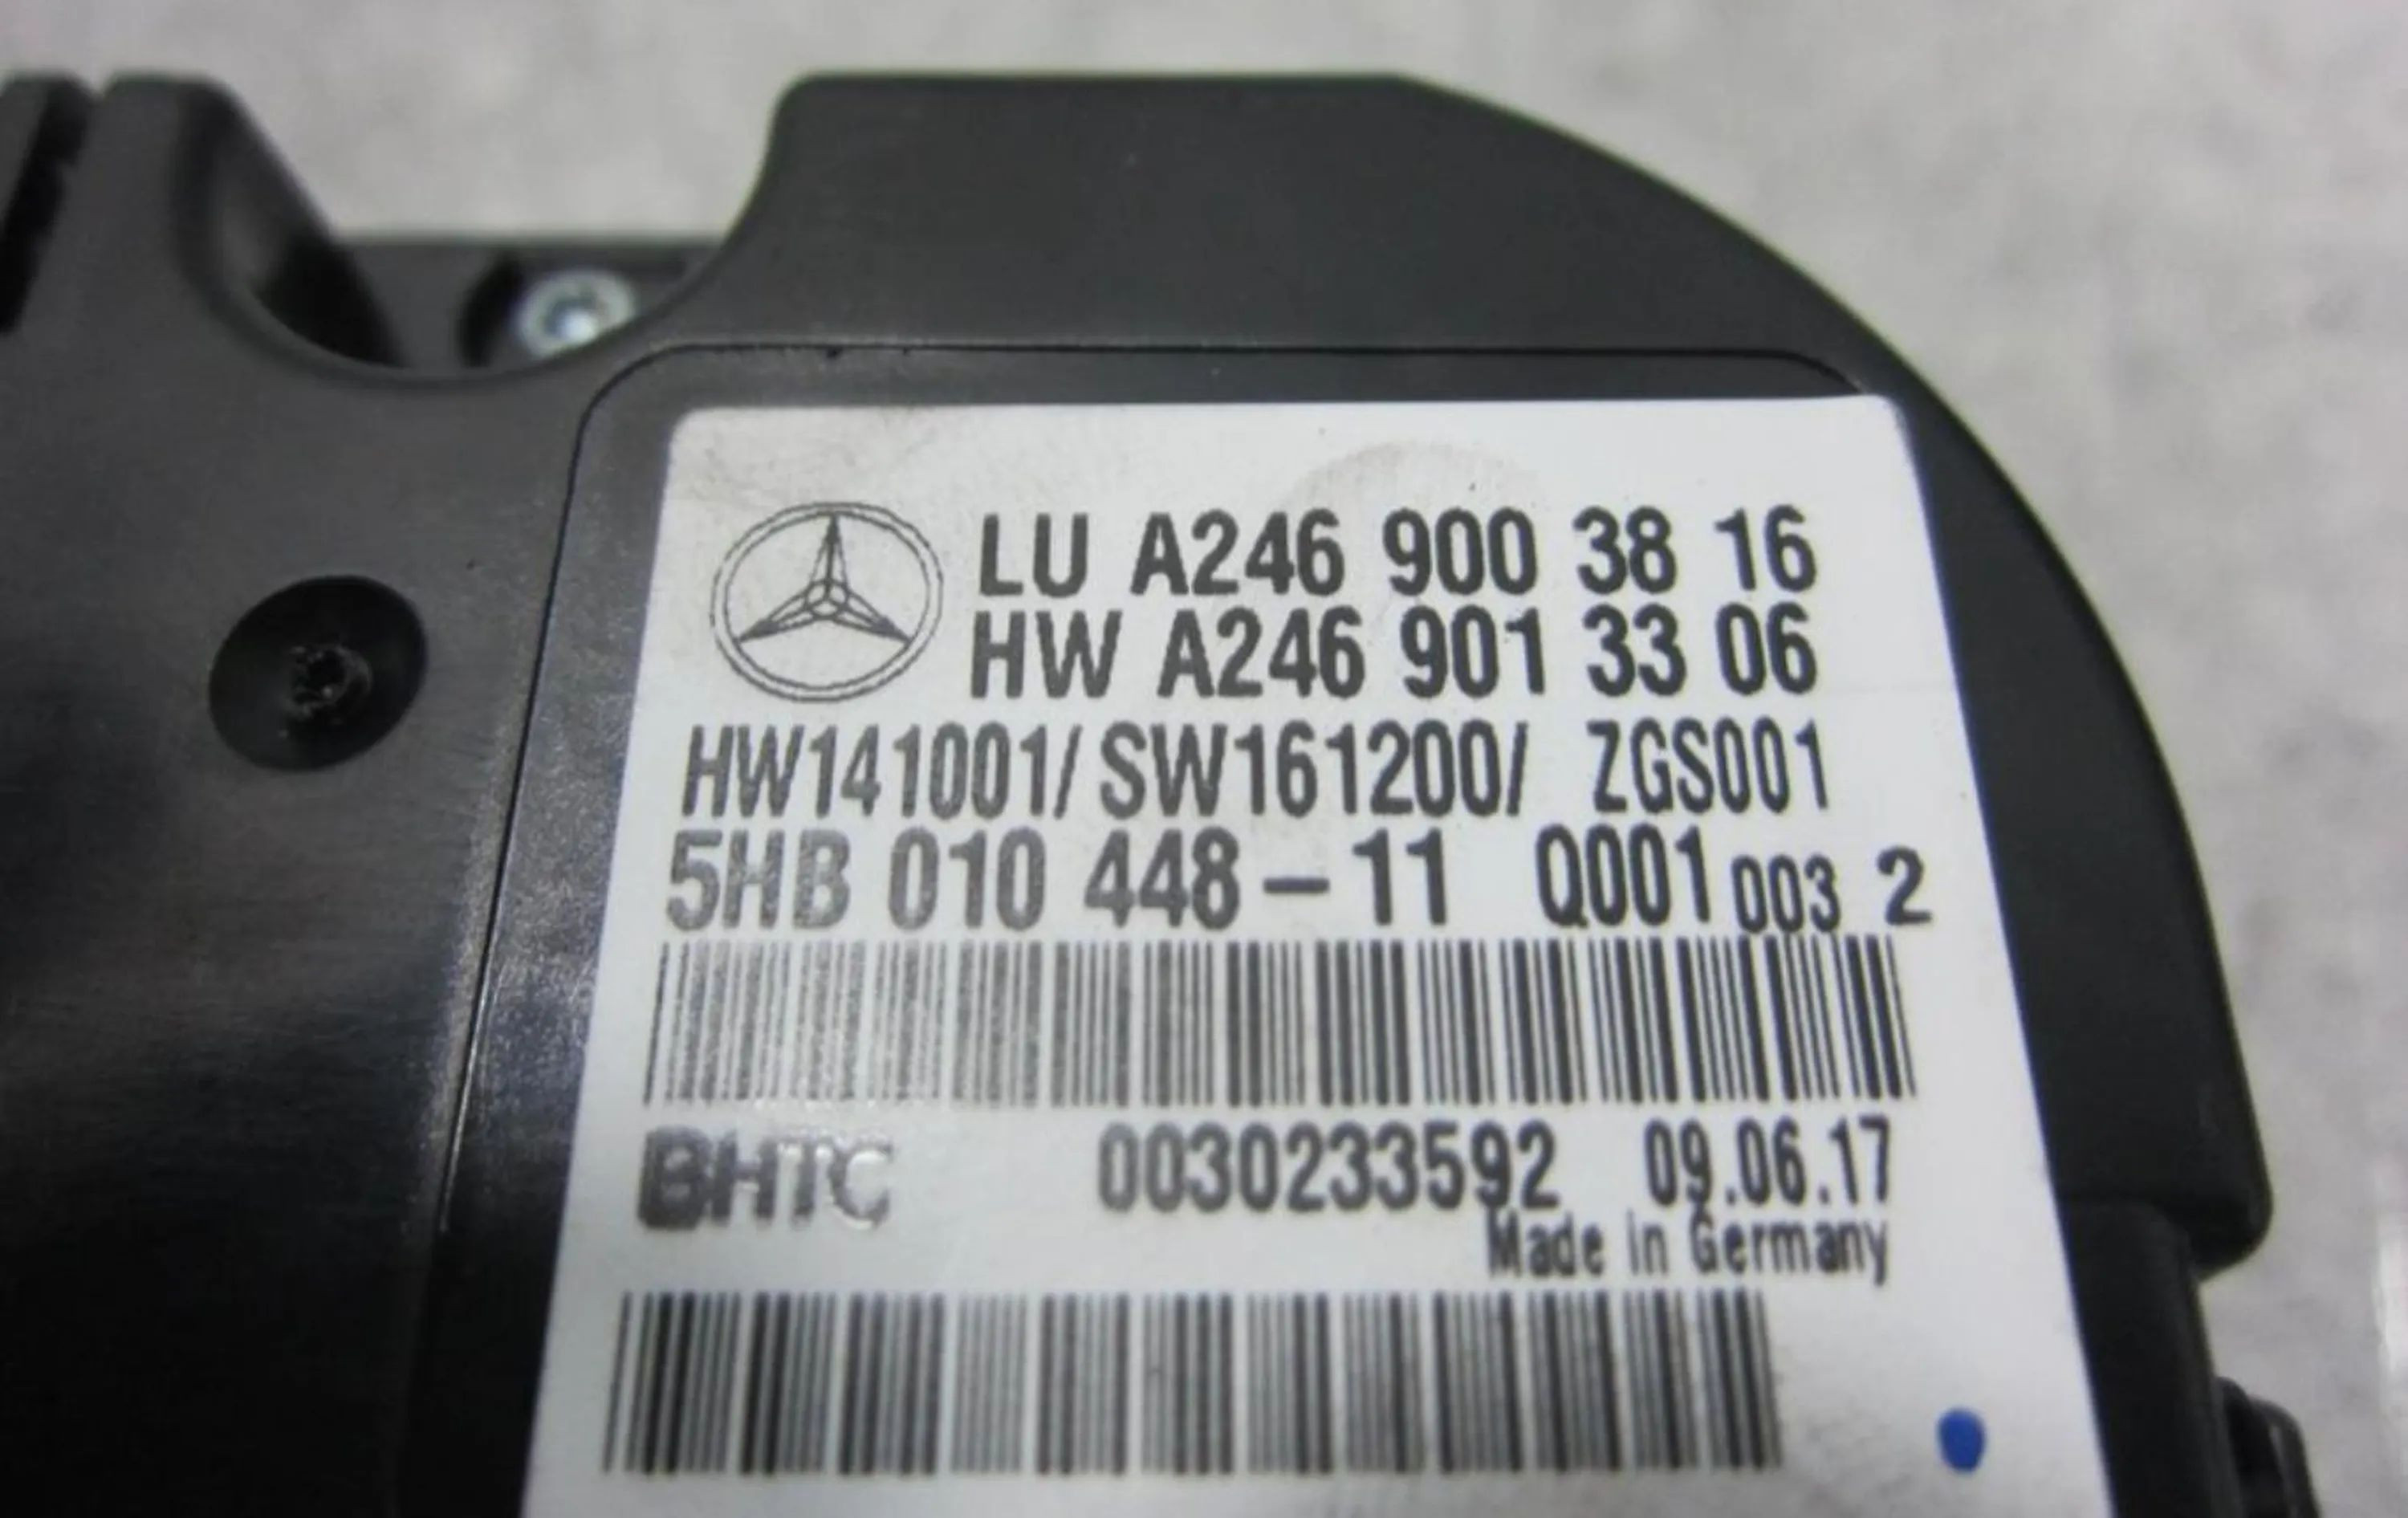 LU A246 900 38 16
HW A246 901 33 06
HW141001/SW161200/ ZGS001
5HB 010 448-11 Q001 003 2
BHTC 0030233592 09.06.17
Made in Germany